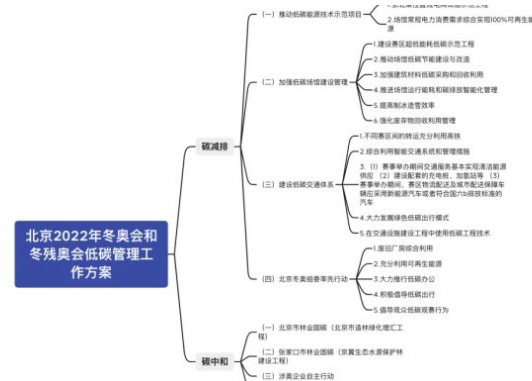 （一）推动低碳能源技术示范项目
2.场馆常规电力消费需求综合实现100%可再生能
源
1.建设赛区超低能耗低碳示范工程
2.推动场馆低碳节能建设与改造
（二）加强低碳场馆建设管理
3.加强建筑材料低碳采购和回收利用
4.推进场馆运行能耗和碳排放智能化管理
5.提高制冰造雪效率
6.强化废弃物回收利用管理
碳减排
1.不同赛区间的转运充分利用高铁
2.综合利用智能交通系统和管理措施
（三）建设低碳交通体系
3.（1）赛事举办期间交通服务基本实现清洁能源
供应 （2）建设配套的充电桩、加氢站等 （3）
赛事举办期间，赛区物流配送及城市配送保障车
辆应采用新能源汽车或者符合国六b排放标准的
汽车
4.大力发展绿色低碳出行模式
5.在交通设施建设工程中使用低碳工程技术
北京2022年冬奥会和
冬残奥会低碳管理工
作方案
（四）北京冬奥组委率先行动
1.废旧厂房综合利用
2.充分利用可再生能源
3.大力推行低碳办公
4.积极倡导低碳出行
5.倡导观众低碳观赛行为
碳中和
（一）北京市林业固碳（北京市造林绿化增汇工
程）
（二）张家口市林业固碳（京冀生态水源保护林
建设工程）
（三）涉奥企业自主行动